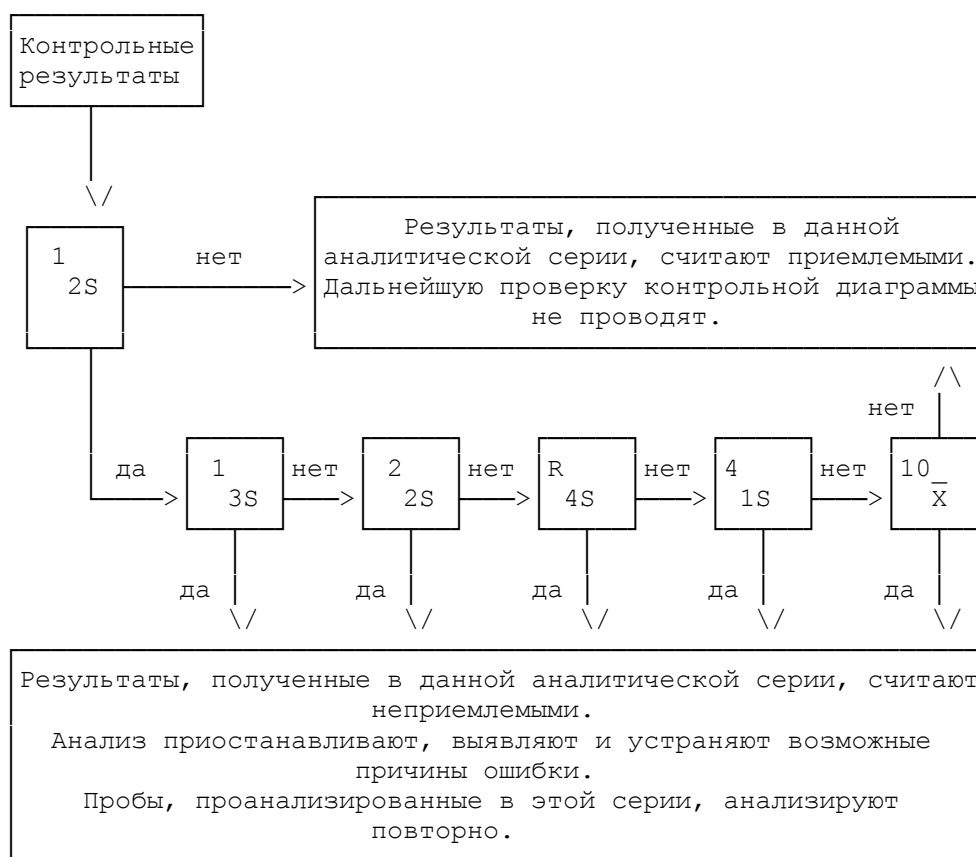 Контрольные
результаты
1
2S
нет
Результаты, полученные в данной
аналитической серии, считают приемлемыми.
Дальнейшую проверку контрольной диаграммы
не проводят.
нет
да
1
3S
нет
2
2S
нет
R
4S
нет
4
1S
нет
10_
X
да
да
да
да
да
Результаты, полученные в данной аналитической серии, считают
неприемлемыми.
Анализ приостанавливают, выявляют и устраняют возможные
причины ошибки.
Пробы, проанализированные в этой серии, анализируют
повторно.